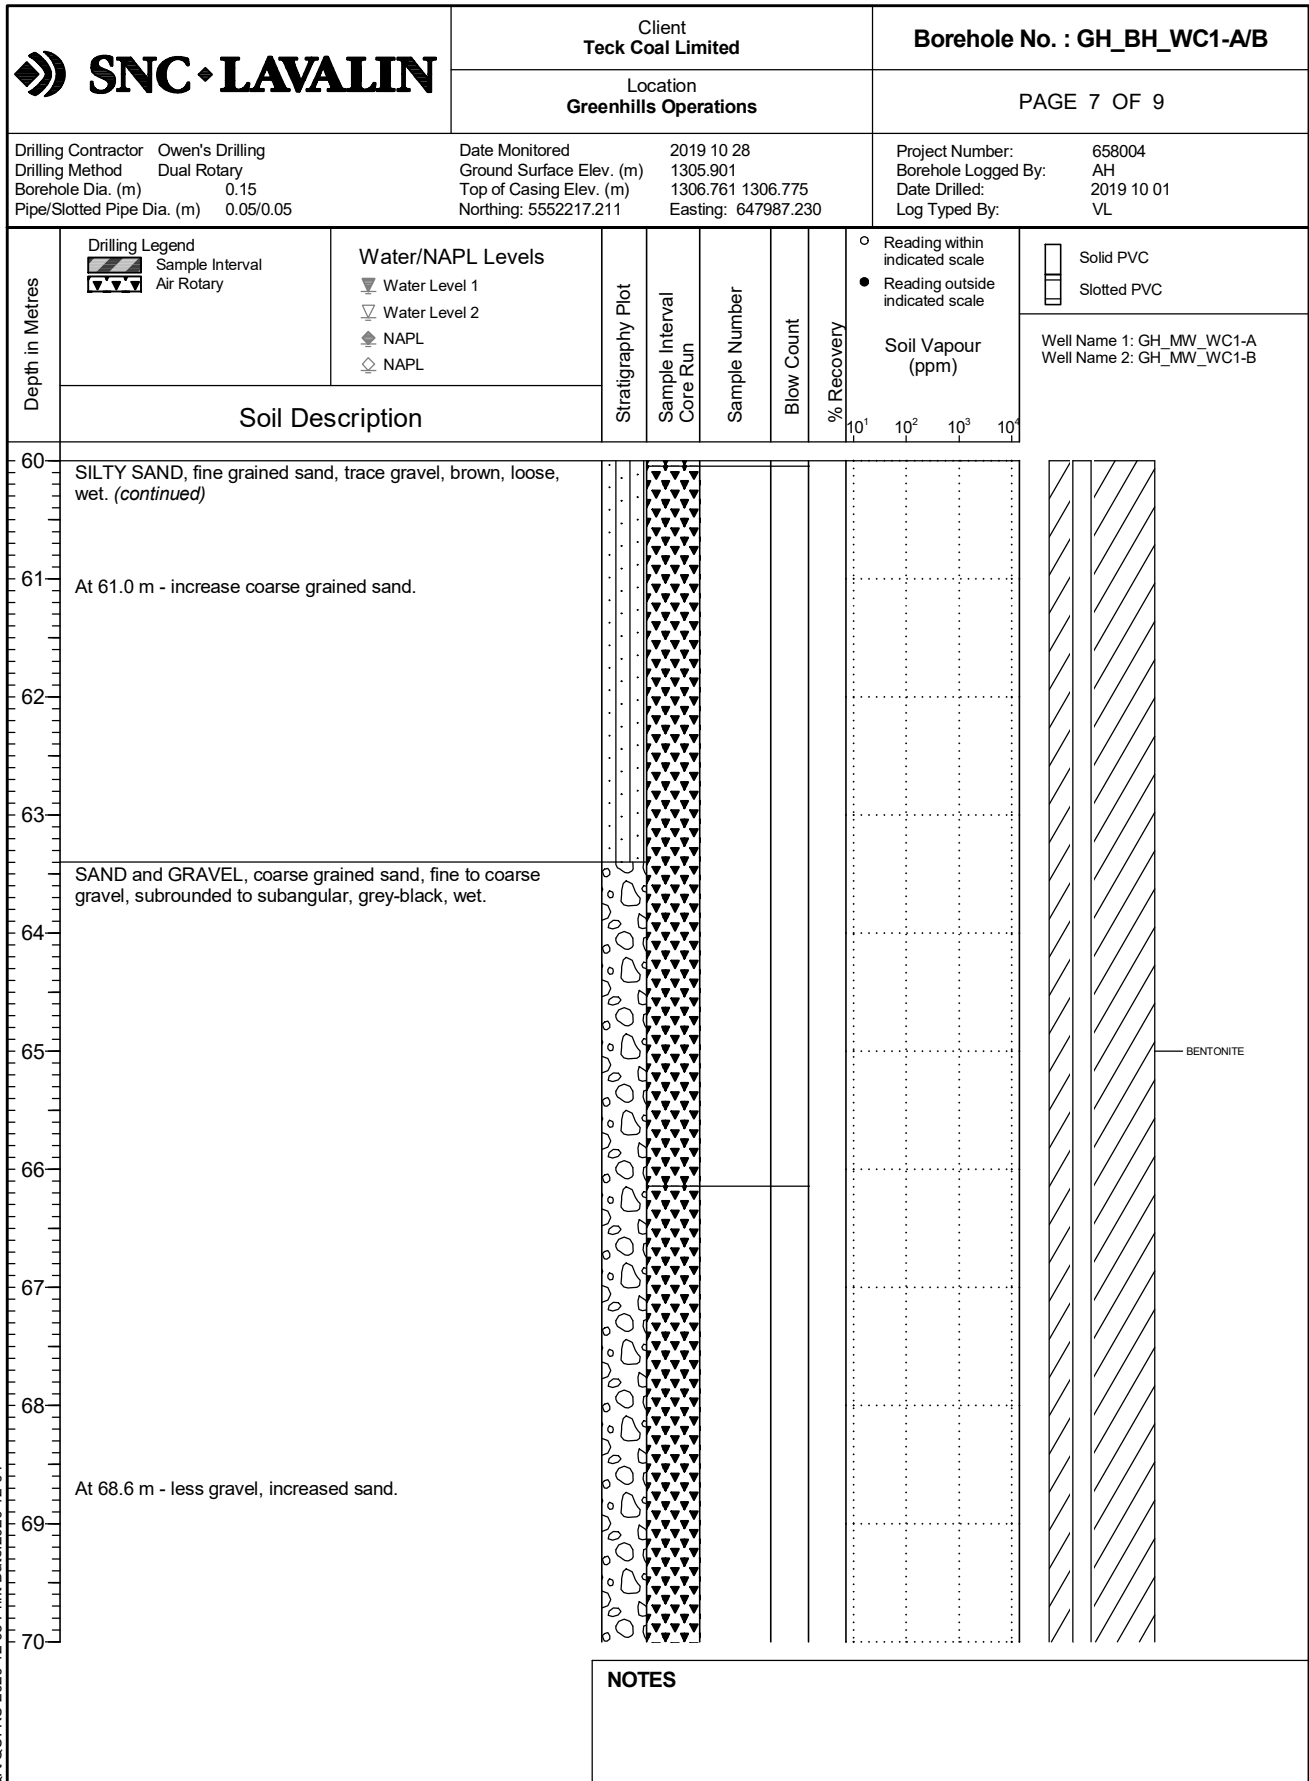 SNC◆LAVALIN
Client
Teck Coal Limited
Location
Greenhills Operations
Borehole No. : GH_BH_WC1-A/B
PAGE 7 OF 9
Drilling Contractor Owen's Drilling
Drilling Method Dual Rotary
Borehole Dia. (m) 0.15
Pipe/Slotted Pipe Dia. (m) 0.05/0.05
Date Monitored 2019 10 28
Ground Surface Elev. (m) 1305.901
Top of Casing Elev. (m) 1306.761 1306.775
Northing: 5552217.211 Easting: 647987.230
Project Number: 658004
Borehole Logged By: AH
Date Drilled: 2019 10 01
Log Typed By: VL
Depth in Metres
Drilling Legend
Sample Interval
Air Rotary
Water/NAPL Levels
Water Level 1
Water Level 2
NAPL
NAPL
Soil Description
Stratigraphy Plot
Sample Interval
Core Run
Sample Number
Blow Count
% Recovery
Reading within
indicated scale
Reading outside
indicated scale
Soil Vapour
(ppm)
10¹ 10² 10³ 10⁴
Solid PVC
Slotted PVC
Well Name 1: GH_MW_WC1-A
Well Name 2: GH_MW_WC1-B
60
SILTY SAND, fine grained sand, trace gravel, brown, loose,
wet. (continued)
61
At 61.0 m - increase coarse grained sand.
62
63
SAND and GRAVEL, coarse grained sand, fine to coarse
gravel, subrounded to subangular, grey-black, wet.
64
65
BENTONITE
66
67
68
At 68.6 m - less gravel, increased sand.
69
70
NOTES